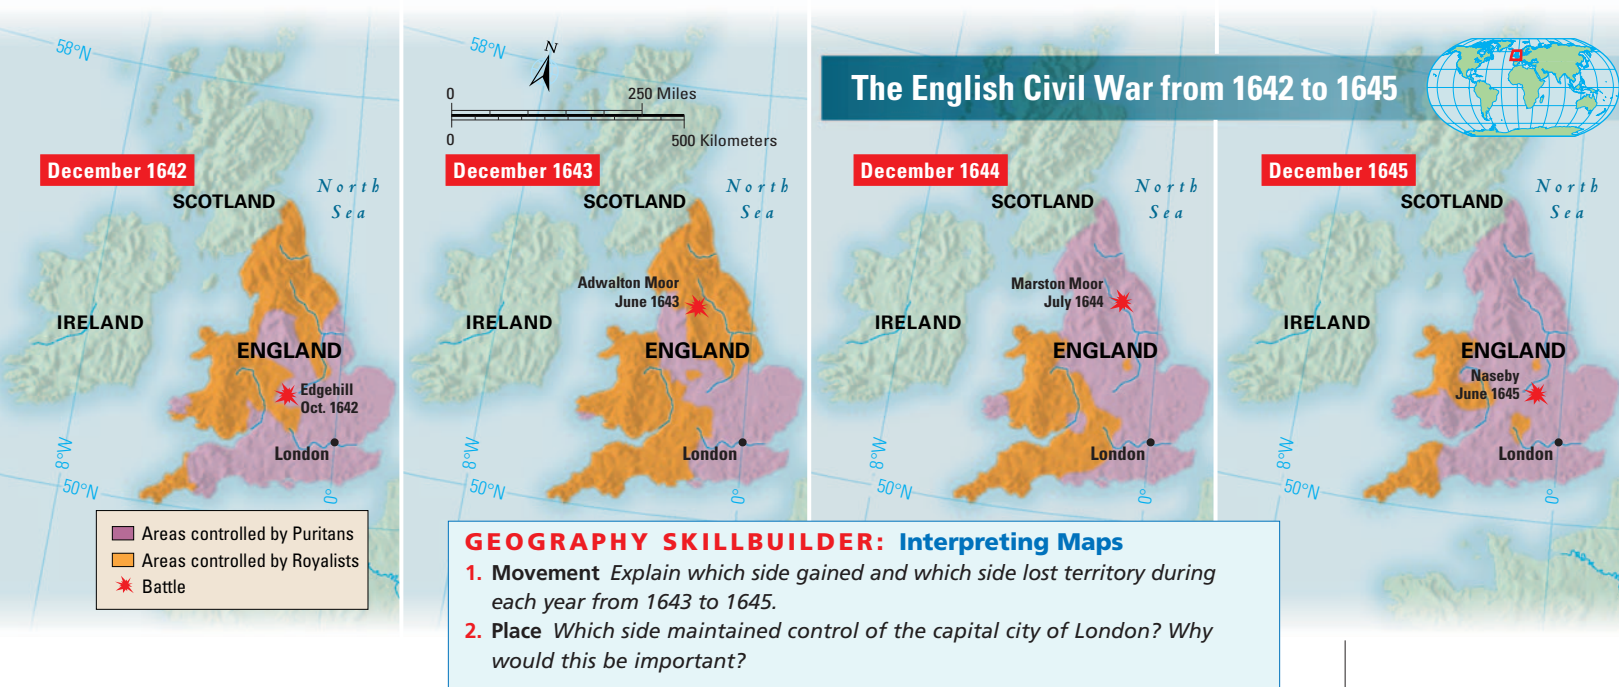 The English Civil War from 1642 to 1645
58°N
December 1642
SCOTLAND
North
Sea
IRELAND
ENGLAND
Edgehill
Oct. 1642
London
8°W
50°N
0°
58°N
N
0
250 Miles
0
500 Kilometers
December 1643
SCOTLAND
North
Sea
Adwalton Moor
June 1643
IRELAND
ENGLAND
London
8°W
50°N
0°
December 1644
SCOTLAND
North
Sea
Marston Moor
July 1644
IRELAND
ENGLAND
London
8°W
50°N
0°
December 1645
SCOTLAND
North
Sea
IRELAND
ENGLAND
Naseby
June 1645
London
8°W
50°N
0°
Areas controlled by Puritans
Areas controlled by Royalists
Battle
GEOGRAPHY SKILLBUILDER: Interpreting Maps
1. Movement Explain which side gained and which side lost territory during
each year from 1643 to 1645.
2. Place Which side maintained control of the capital city of London? Why
would this be important?